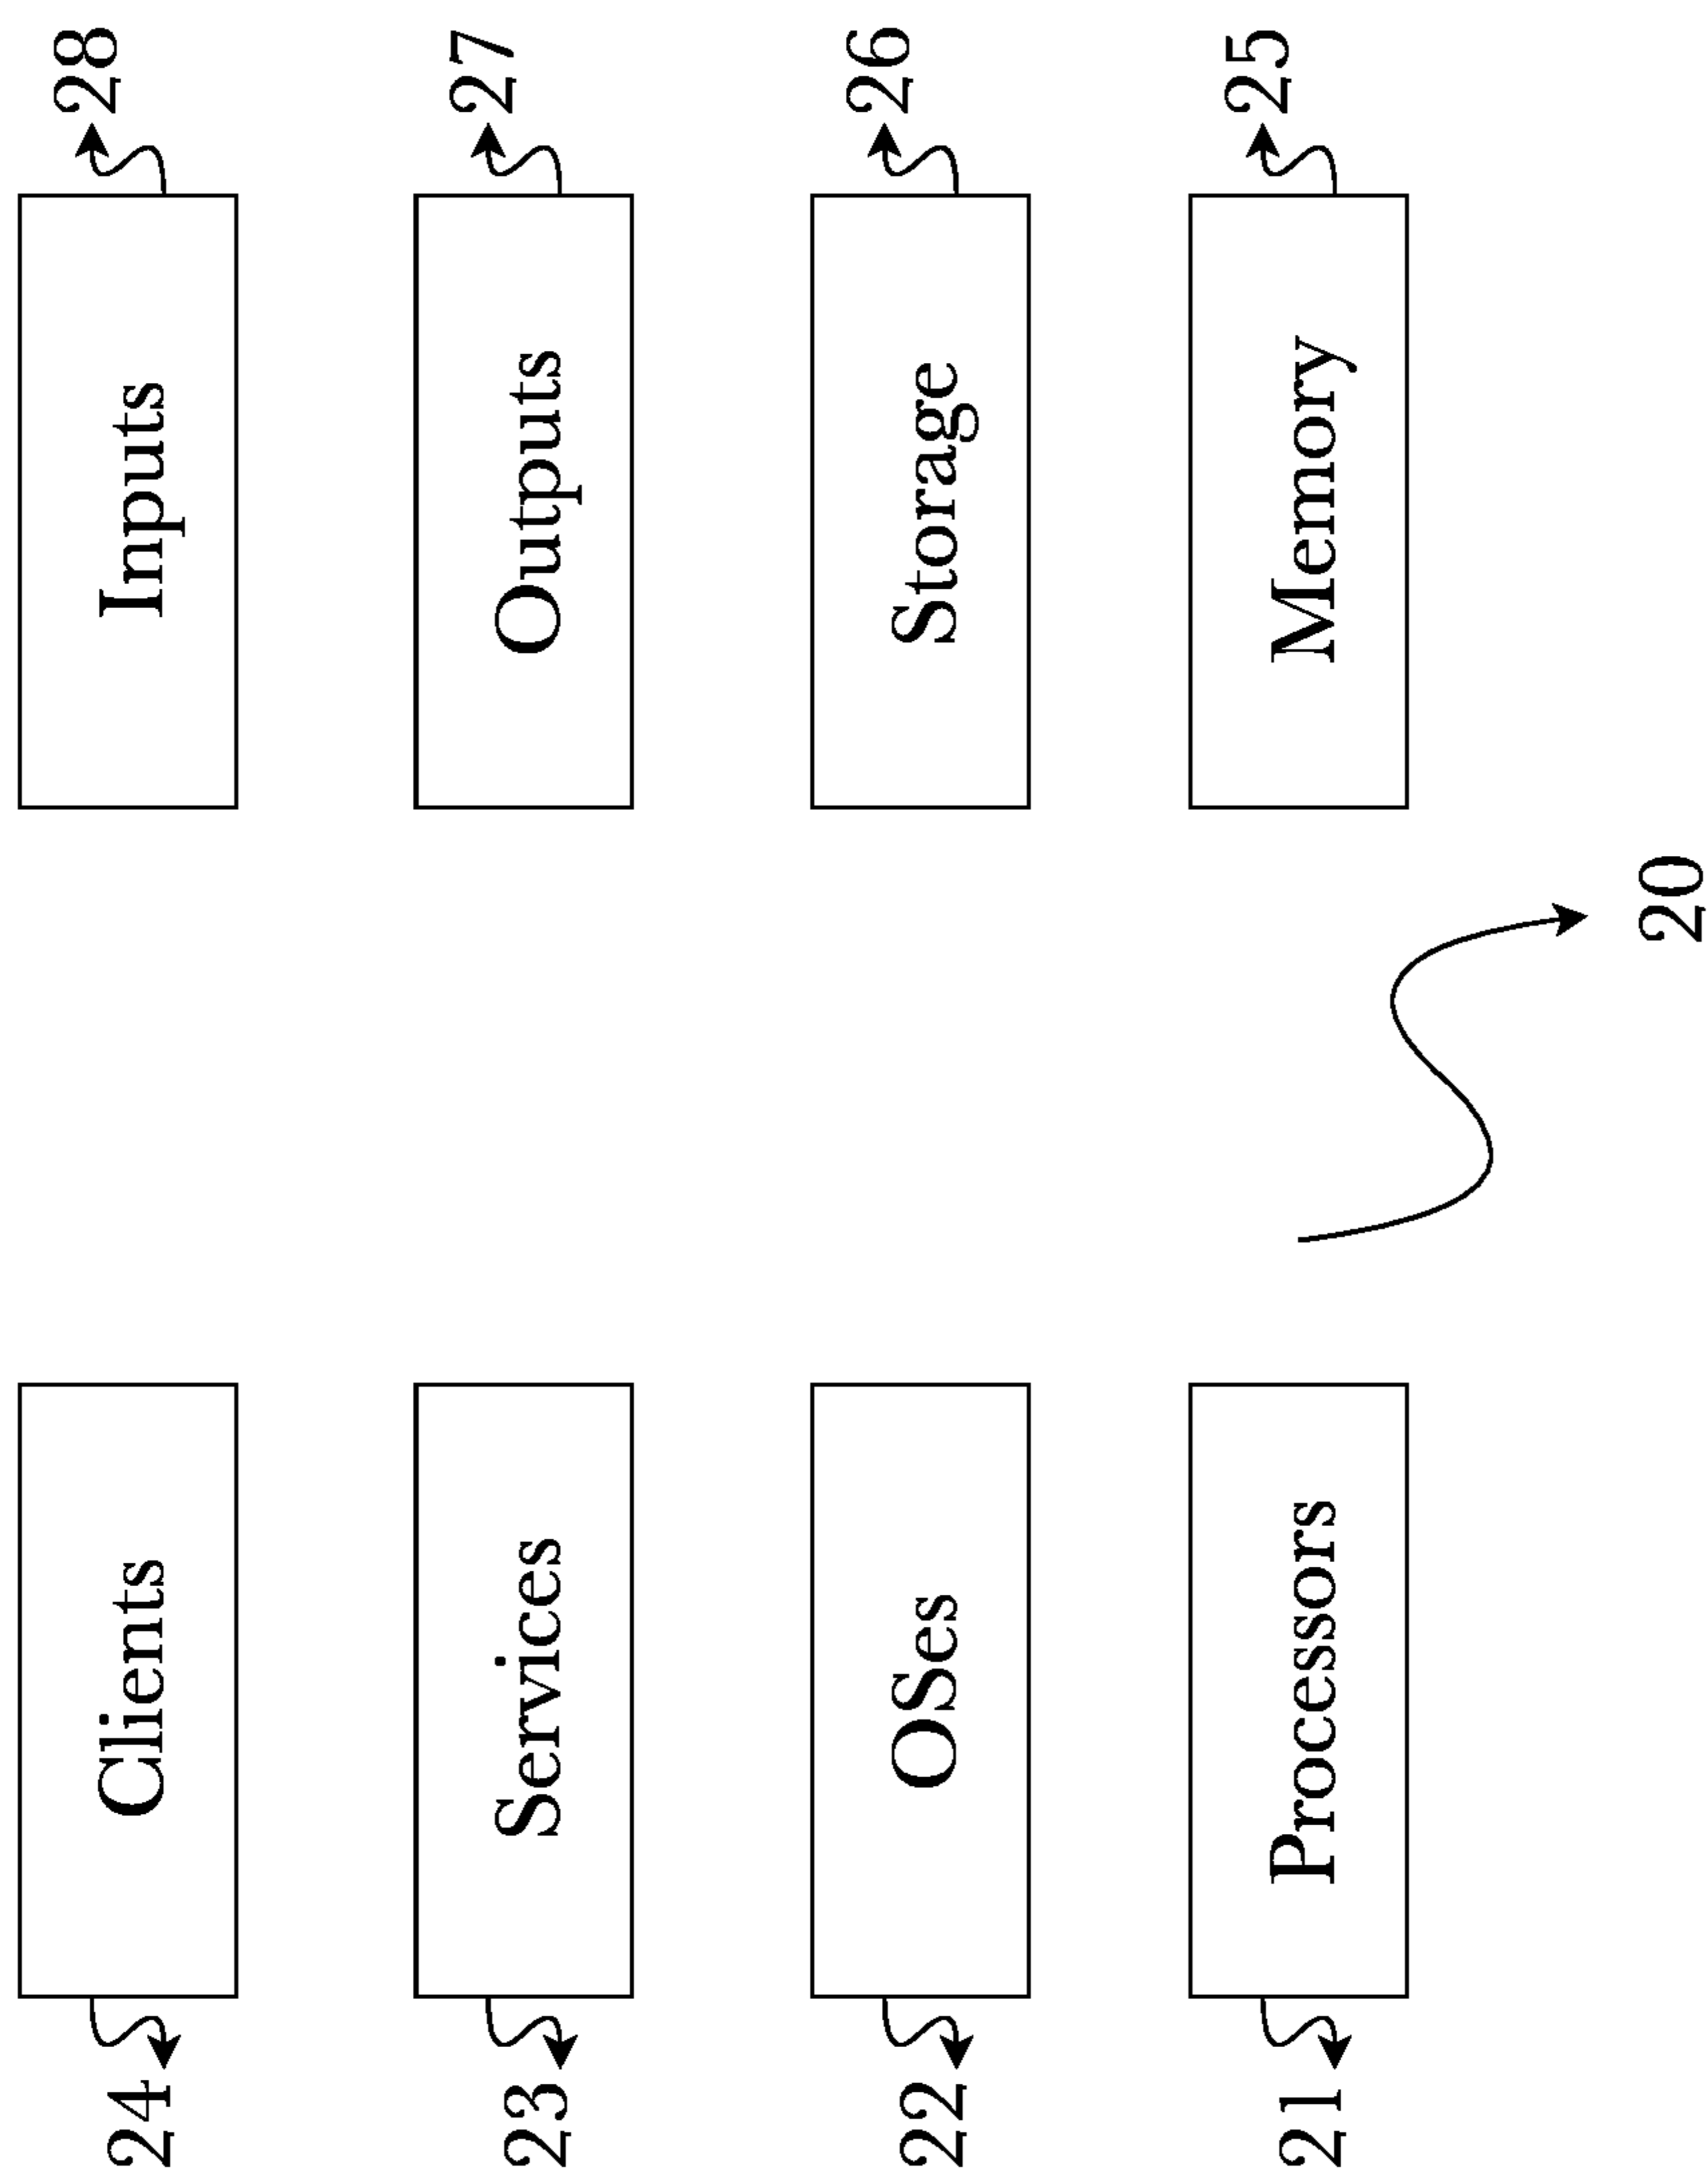 24
Clients
Inputs
28
23
Services
Outputs
27
22
OSes
Storage
26
21
Processors
Memory
25
20